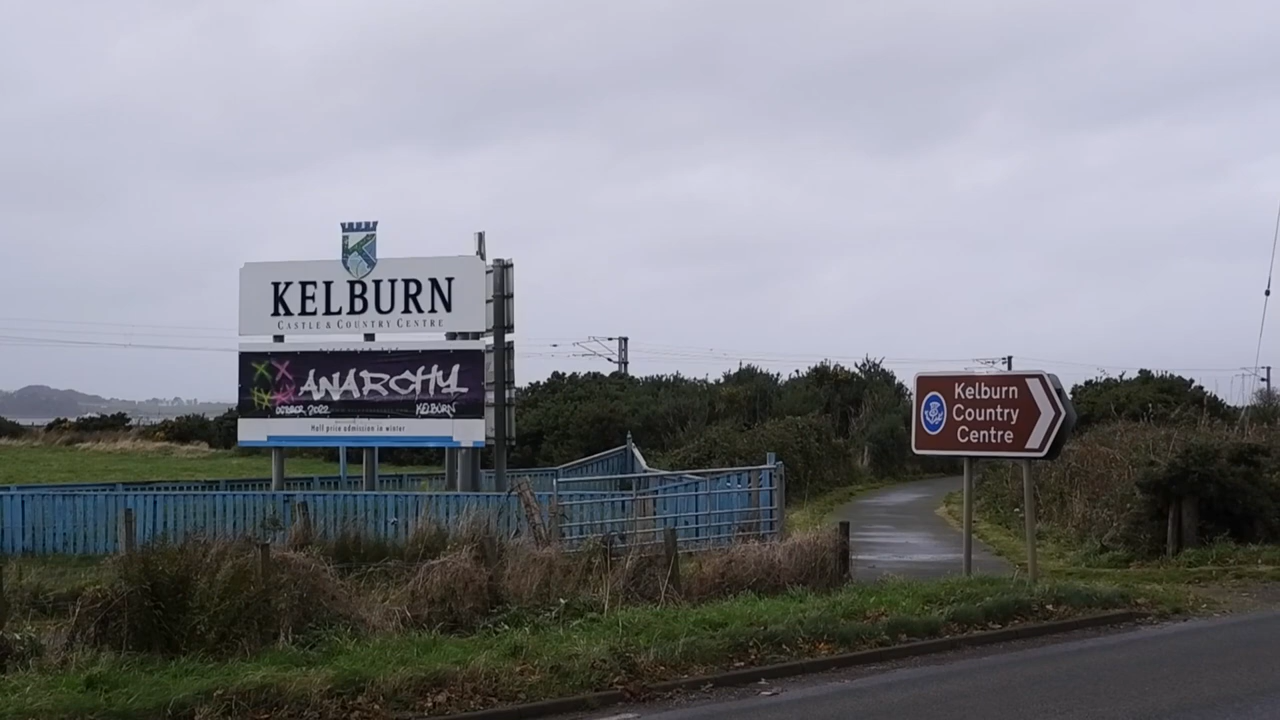 K
KELBURN
CASTLE & COUNTRY CENTRE
ANARCHY
OCTOBER 2022
KELBURN
Half price admission in winter
Kelburn
Country
Centre